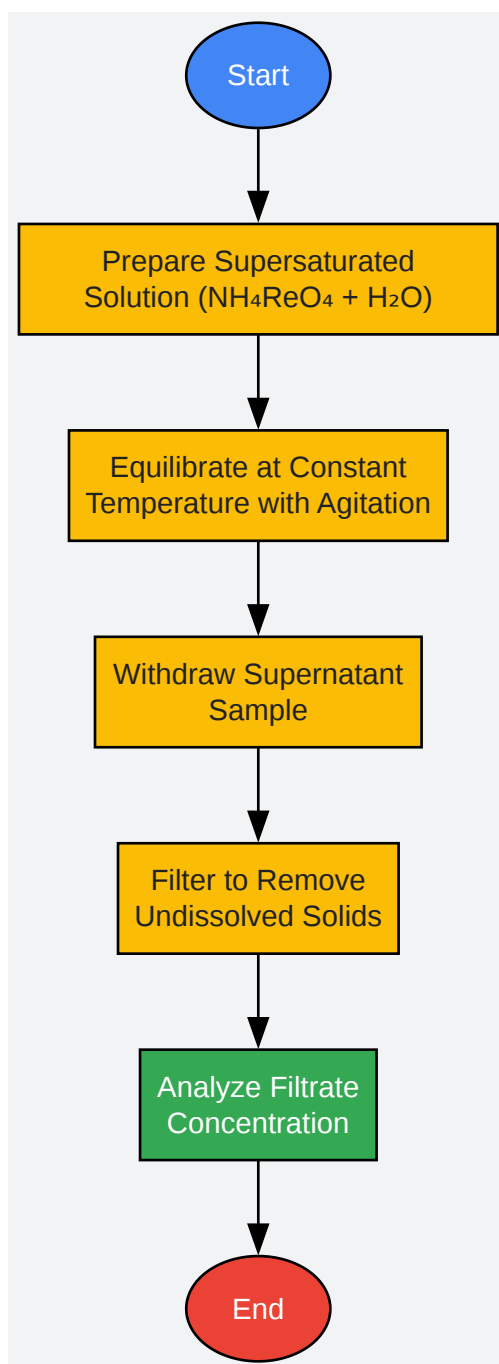 Start
Prepare Supersaturated
Solution (NH₄ReO₄ + H₂O)
Equilibrate at Constant
Temperature with Agitation
Withdraw Supernatant
Sample
Filter to Remove
Undissolved Solids
Analyze Filtrate
Concentration
End